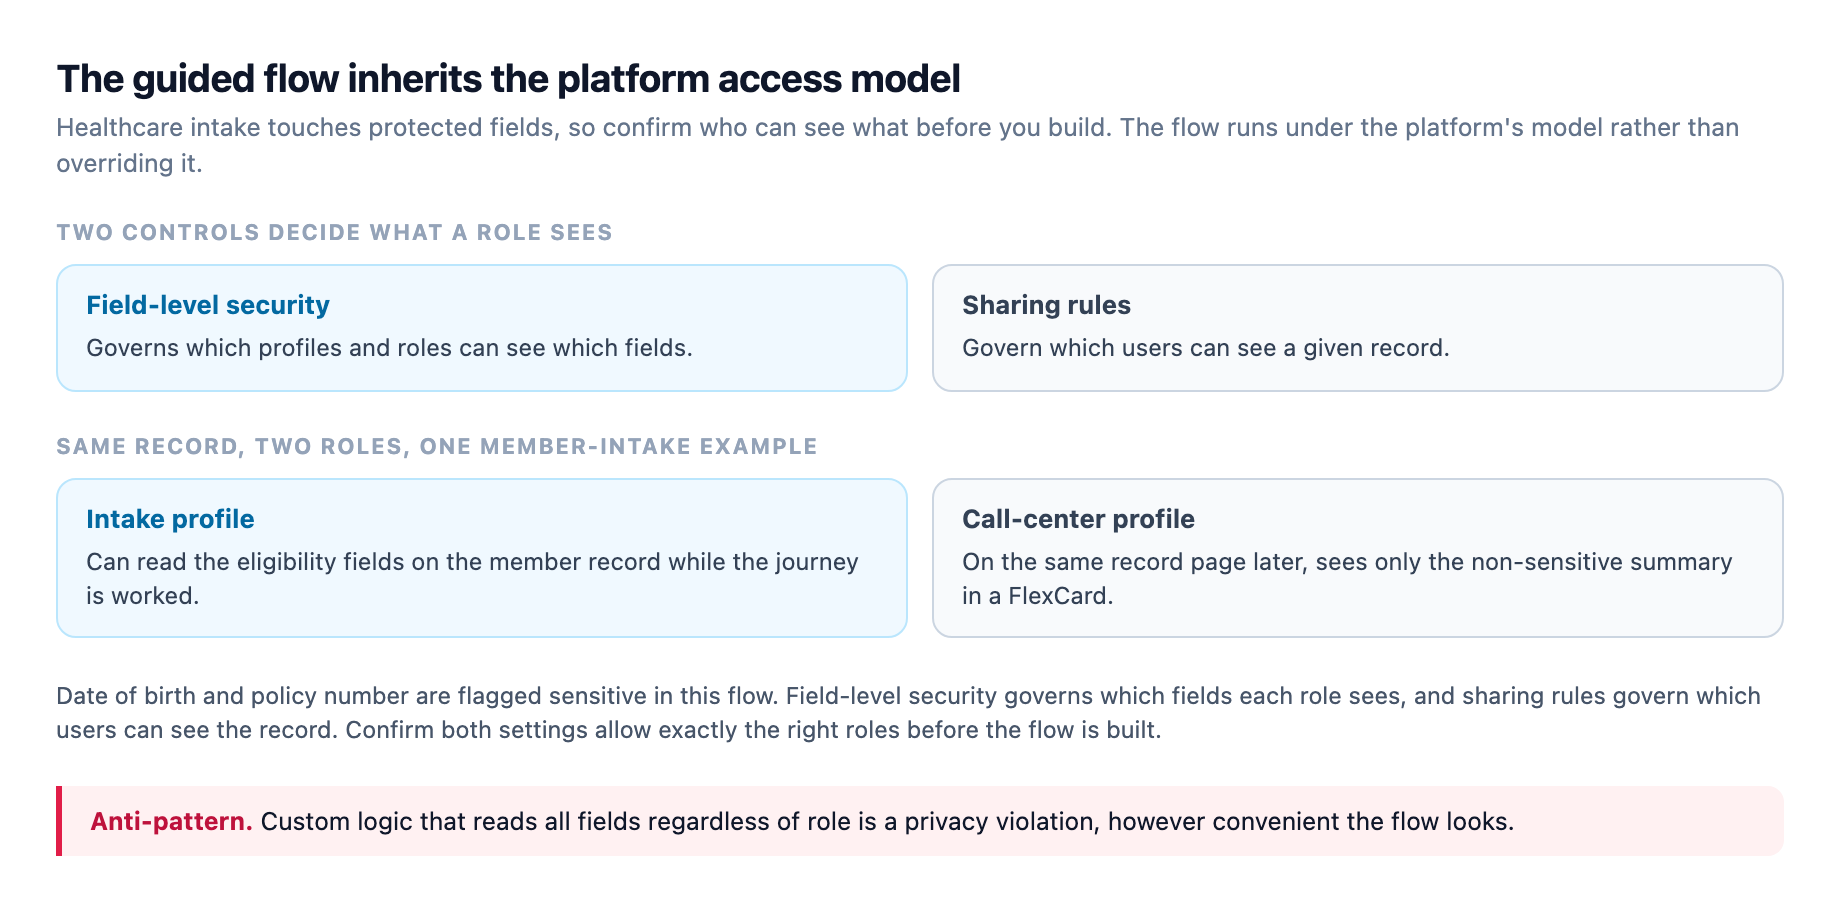 The guided flow inherits the platform access model
Healthcare intake touches protected fields, so confirm who can see what before you build. The flow runs under the platform's model rather than
overriding it.
TWO CONTROLS DECIDE WHAT A ROLE SEES
Field-level security
Governs which profiles and roles can see which fields.
Sharing rules
Govern which users can see a given record.
SAME RECORD, TWO ROLES, ONE MEMBER-INTAKE EXAMPLE
Intake profile
Can read the eligibility fields on the member record while the journey
is worked.
Call-center profile
On the same record page later, sees only the non-sensitive summary
in a FlexCard.
Date of birth and policy number are flagged sensitive in this flow. Field-level security governs which fields each role sees, and sharing rules govern which
users can see the record. Confirm both settings allow exactly the right roles before the flow is built.
Anti-pattern. Custom logic that reads all fields regardless of role is a privacy violation, however convenient the flow looks.